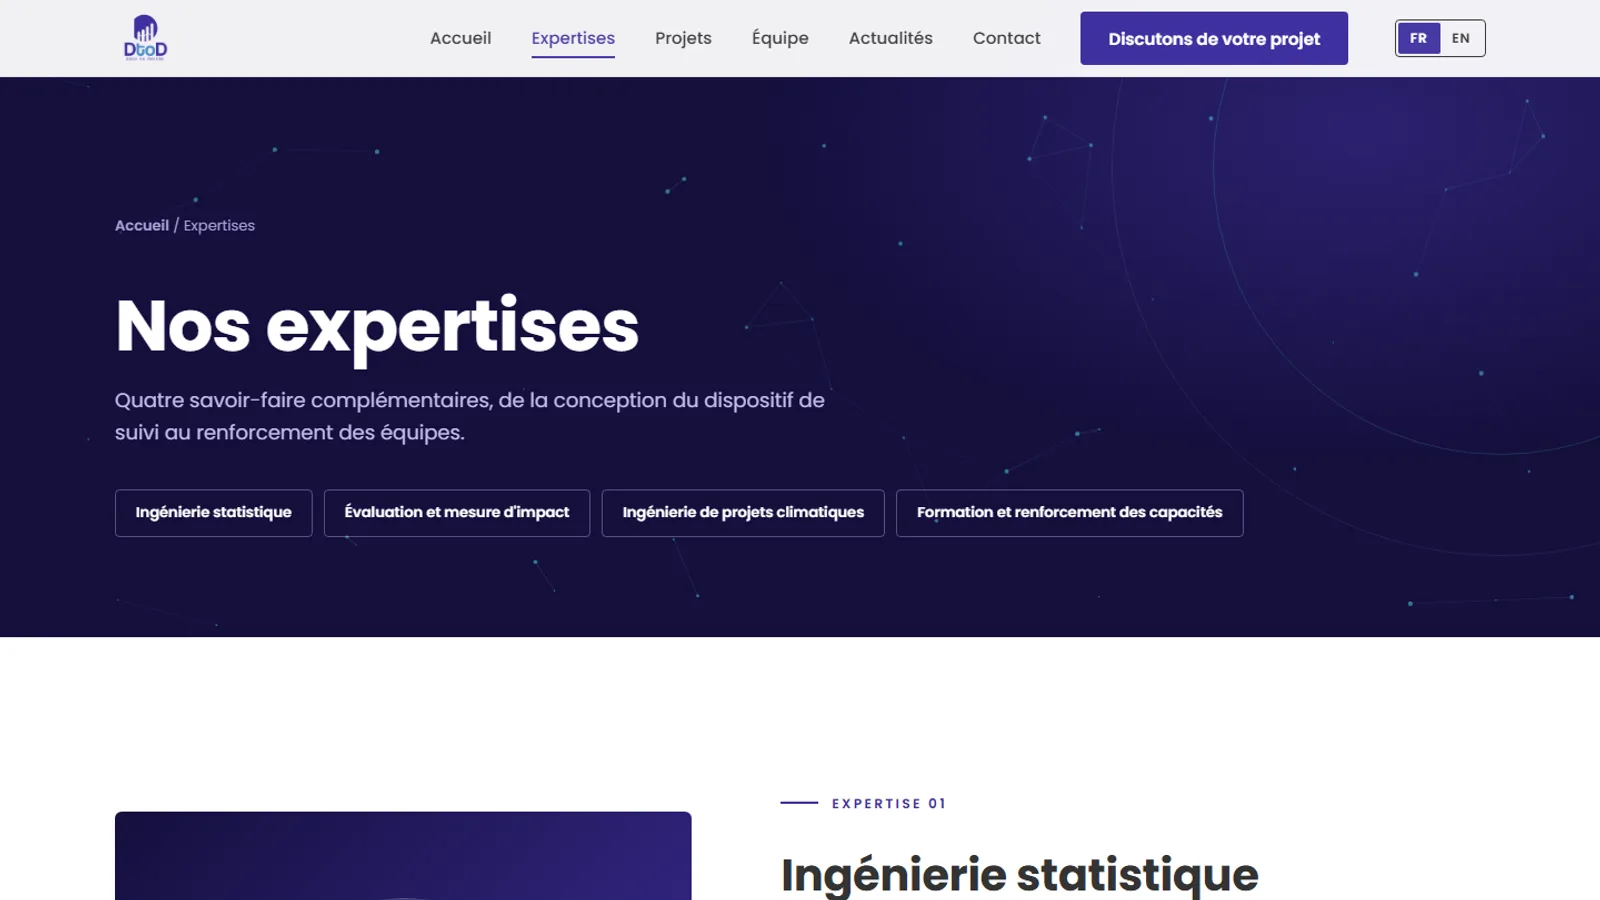 DtoD
Accueil
Expertises
Projets
Équipe
Actualités
Contact
Discutons de votre projet
FR
EN
Accueil / Expertises
Nos expertises
Quatre savoir-faire complémentaires, de la conception du dispositif de
suivi au renforcement des équipes.
Ingénierie statistique
Évaluation et mesure d'impact
Ingénierie de projets climatiques
Formation et renforcement des capacités
EXPERTISE 01
Ingénierie statistique